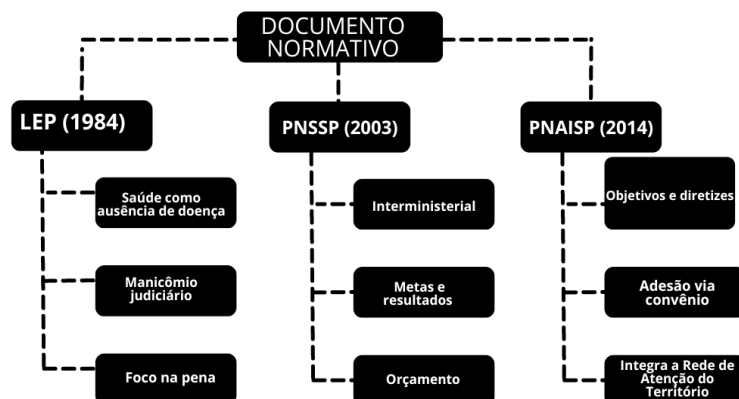 DOCUMENTO
NORMATIVO
LEP (1984)
Saúde como
ausência de doença
Manicômio
judiciário
Foco na pena
PNSSP (2003)
Interministerial
Metas e
resultados
Orçamento
PNAISP (2014)
Objetivos e diretizes
Adesão via
convênio
Integra a Rede de
Atenção do
Território